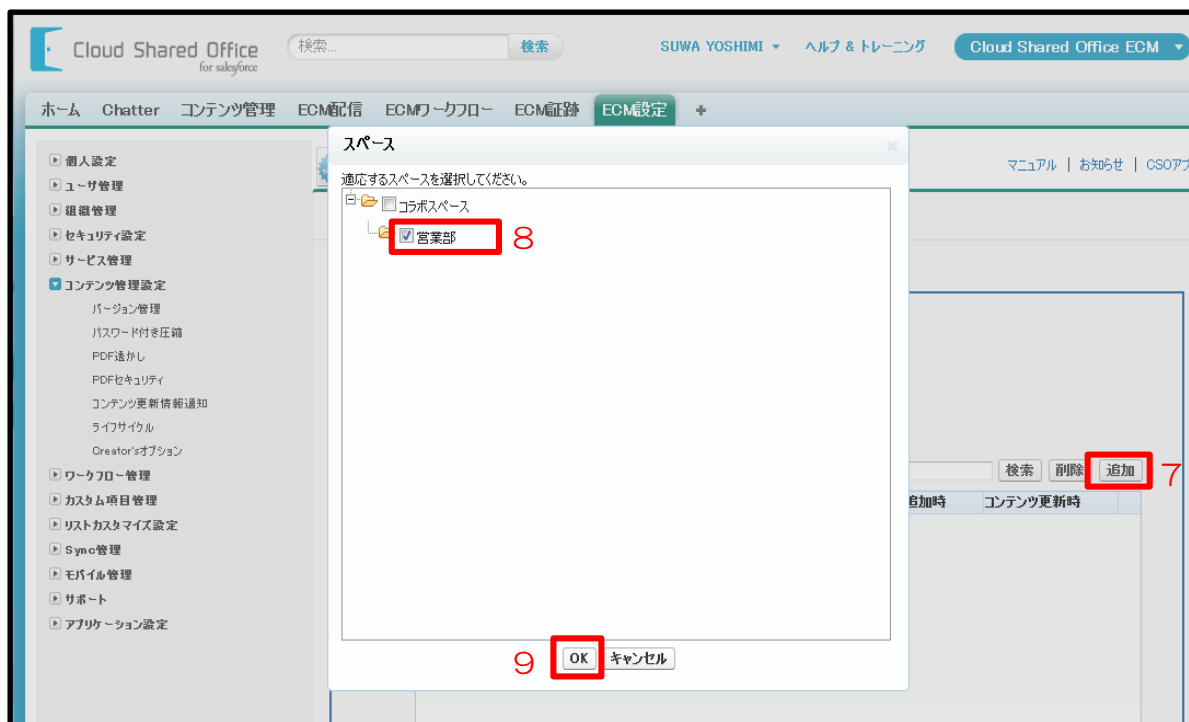 Cloud Shared Office
for salesforce
検索...
検索
SUWA YOSHIMI
ヘルプ & トレーニング
Cloud Shared Office ECM
ホーム Chatter コンテンツ管理 ECM配信 ECMワークフロー ECM証跡 ECM設定 +
スペース
マニュアル | お知らせ | CSOアプ
適応するスペースを選択してください。
コラボスペース
営業部
8
個人設定
ユーザ管理
組織管理
セキュリティ設定
サービス管理
コンテンツ管理設定
バージョン管理
パスワード付き圧縮
PDF透かし
PDFセキュリティ
コンテンツ更新情報通知
ライフサイクル
Creator'sオプション
ワークフロー管理
カスタム項目管理
リストカスタマイズ設定
Sync管理
モバイル管理
サポート
アプリケーション設定
検索 削除 追加
7
追加時 コンテンツ更新時
9
OK キャンセル